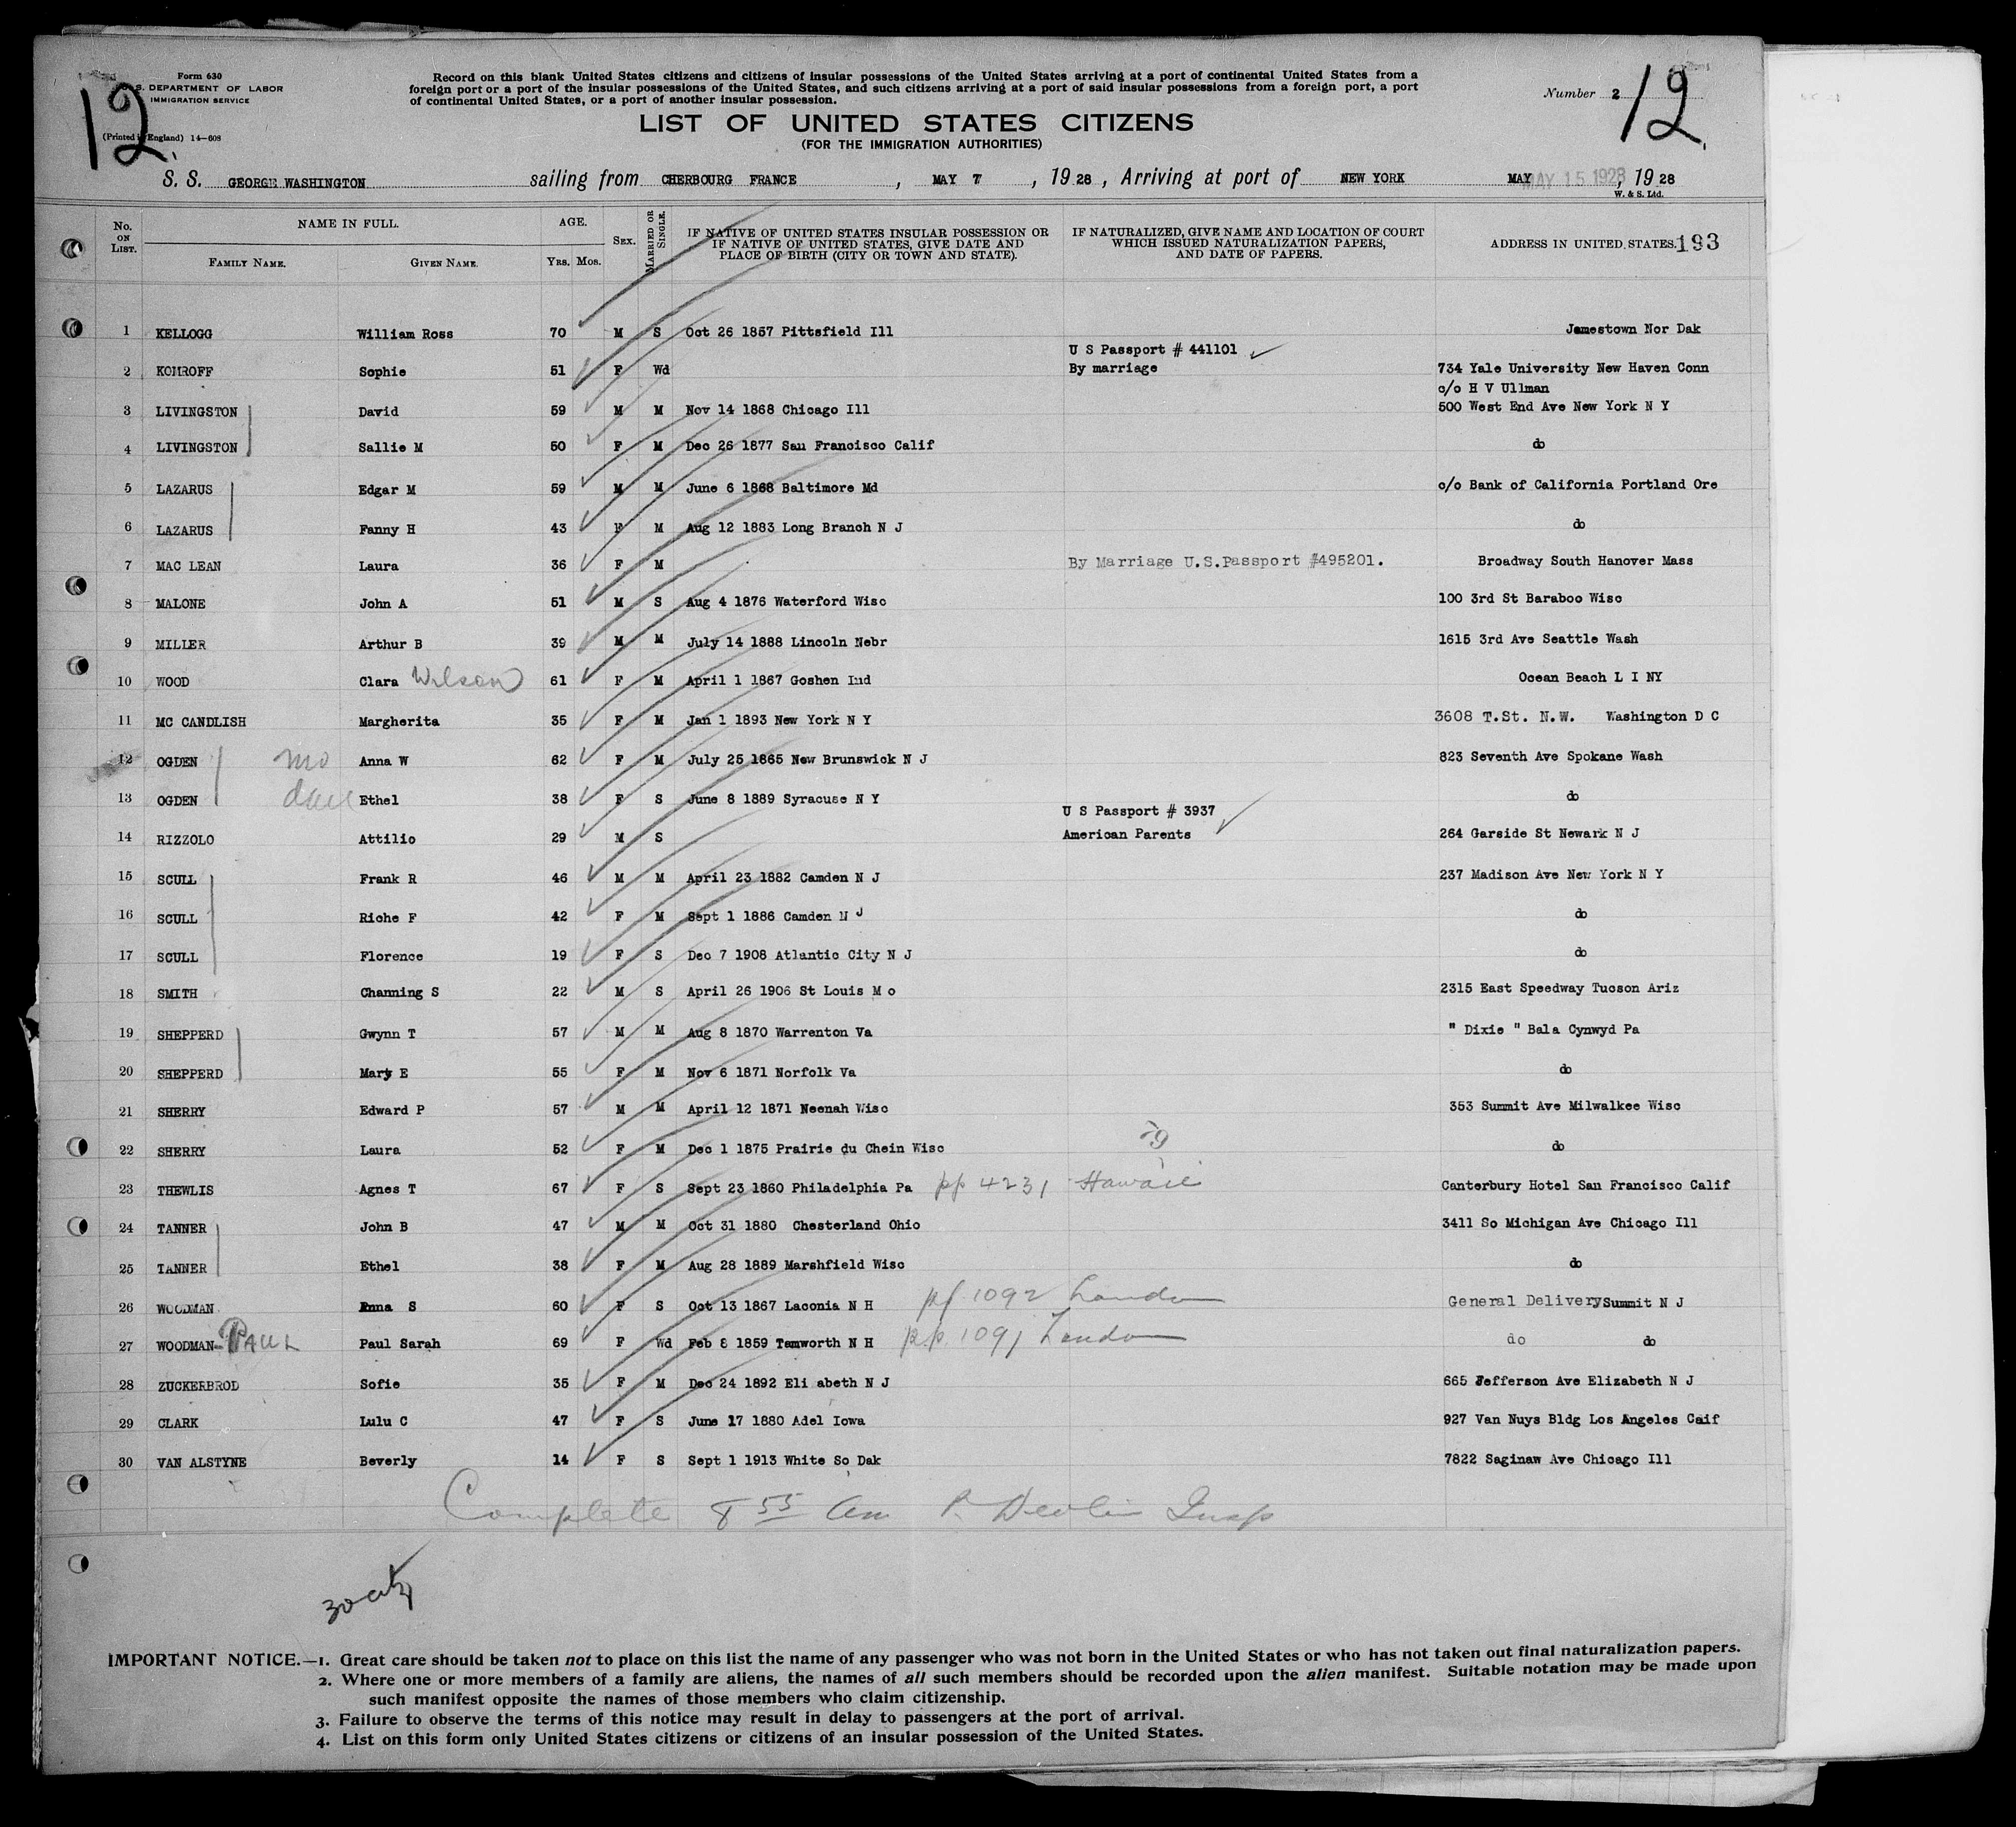 12
Form 630
U.S. DEPARTMENT OF LABOR
IMMIGRATION SERVICE
(Printed in England) 14—608
Record on this blank United States citizens and citizens of insular possessions of the United States arriving at a port of continental United States from a
foreign port or a port of the insular possessions of the United States, and such citizens arriving at a port of said insular possessions from a foreign port, a port
of continental United States, or a port of another insular possession.
Number 2
12
LIST OF UNITED STATES CITIZENS
(FOR THE IMMIGRATION AUTHORITIES)
S. S. GEORGE WASHINGTON sailing from CHERBOURG FRANCE, MAY 7, 1928, Arriving at port of NEW YORK MAY MAY 15 1928, 1928
W. & S. Ltd.
No. ON LIST. NAME IN FULL. FAMILY NAME. GIVEN NAME. AGE. YRS. MOS. SEX. MARRIED OR SINGLE. IF NATIVE OF UNITED STATES INSULAR POSSESSION OR IF NATIVE OF UNITED STATES, GIVE DATE AND PLACE OF BIRTH (CITY OR TOWN AND STATE). IF NATURALIZED, GIVE NAME AND LOCATION OF COURT WHICH ISSUED NATURALIZATION PAPERS, AND DATE OF PAPERS. ADDRESS IN UNITED STATES. 193
1 KELLOGG William Ross 70 M S Oct 26 1857 Pittsfield Ill Jamestown Nor Dak
U S Passport # 441101
2 KOMROFF Sophie 51 F Wd By marriage 734 Yale University New Haven Conn
c/o H V Ullman
3 LIVINGSTON David 59 M M Nov 14 1868 Chicago Ill 500 West End Ave New York N Y
4 LIVINGSTON Sallie M 50 F M Dec 26 1877 San Francisco Calif do
5 LAZARUS Edgar M 59 M M June 6 1868 Baltimore Md c/o Bank of California Portland Ore
6 LAZARUS Fanny H 43 F M Aug 12 1883 Long Branch N J do
7 MAC LEAN Laura 36 F M By Marriage U.S.Passport #495201. Broadway South Hanover Mass
8 MALONE John A 51 M S Aug 4 1876 Waterford Wisc 100 3rd St Baraboo Wisc
9 MILLER Arthur B 39 M M July 14 1888 Lincoln Nebr 1615 3rd Ave Seattle Wash
10 WOOD Clara Wilson 61 F M April 1 1867 Goshen Ind Ocean Beach L I NY
11 MC CANDLISH Margherita 35 F M Jan 1 1893 New York N Y 3608 T.St. N.W. Washington D C
12 OGDEN mo Anna W 62 F M July 25 1865 New Brunswick N J 823 Seventh Ave Spokane Wash
13 OGDEN dau Ethel 38 F S June 8 1889 Syracuse N Y do
U S Passport # 3937
14 RIZZOLO Attilio 29 M S American Parents 264 Garside St Newark N J
15 SCULL Frank R 46 M M April 23 1882 Camden N J 237 Madison Ave New York N Y
16 SCULL Riche F 42 F M Sept 1 1886 Camden N J do
17 SCULL Florence 19 F S Dec 7 1908 Atlantic City N J do
18 SMITH Channing S 22 M S April 26 1906 St Louis M o 2315 East Speedway Tucson Ariz
19 SHEPPERD Gwynn T 57 M M Aug 8 1870 Warrenton Va " Dixie " Bala Cynwyd Pa
20 SHEPPERD Mary E 55 F M Nov 6 1871 Norfolk Va do
21 SHERRY Edward P 57 M M April 12 1871 Neenah Wisc 353 Summit Ave Milwalkee Wisc
22 SHERRY Laura 52 F M Dec 1 1875 Prairie du Chein Wisc do
23 THEWLIS Agnes T 67 F S Sept 23 1860 Philadelphia Pa pp 4231 Hawaii Canterbury Hotel San Francisco Calif
24 TANNER John B 47 M M Oct 31 1880 Chesterland Ohio 3411 So Michigan Ave Chicago Ill
25 TANNER Ethel 38 F M Aug 28 1889 Marshfield Wisc do
26 WOODMAN Anna S 60 F S Oct 13 1867 Laconia N H pp 1092 London General Delivery Summit N J
27 WOODMAN-PAUL Paul Sarah 69 F Wd Feb 8 1859 Tamworth N H pp 1091 London do do
28 ZUCKERBROD Sofie 35 F M Dec 24 1892 Eli abeth N J 665 Jefferson Ave Elizabeth N J
29 CLARK Lulu C 47 F S June 17 1880 Adel Iowa 927 Van Nuys Bldg Los Angeles Caif
30 VAN ALSTYNE Beverly 14 F S Sept 1 1913 White So Dak 7822 Saginaw Ave Chicago Ill
Complete 8 55 am P. Devlin Insp
IMPORTANT NOTICE.—1. Great care should be taken not to place on this list the name of any passenger who was not born in the United States or who has not taken out final naturalization papers.
2. Where one or more members of a family are aliens, the names of all such members should be recorded upon the alien manifest. Suitable notation may be made upon
such manifest opposite the names of those members who claim citizenship.
3. Failure to observe the terms of this notice may result in delay to passengers at the port of arrival.
4. List on this form only United States citizens or citizens of an insular possession of the United States.